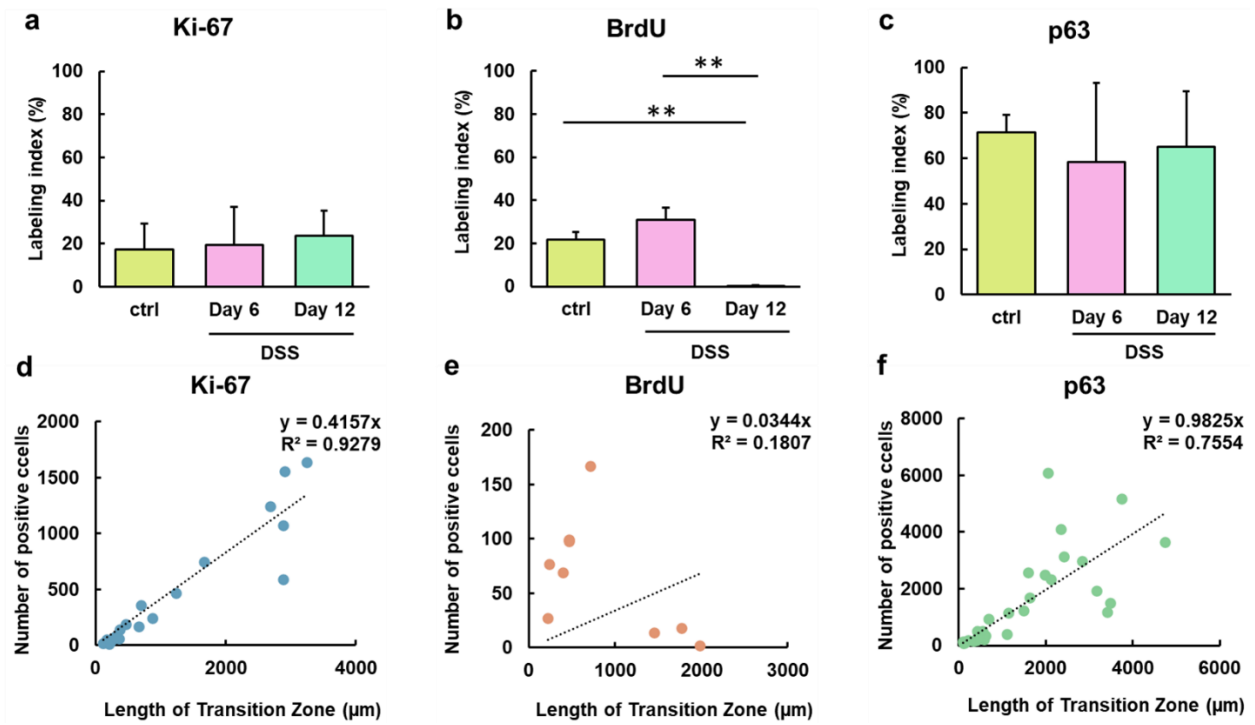 a
Ki-67
Labeling index (%)
100
80
60
40
20
0
ctrl
Day 6
Day 12
DSS
b
BrdU
Labeling index (%)
100
80
60
40
20
0
**
**
ctrl
Day 6
Day 12
DSS
c
p63
Labeling index (%)
100
80
60
40
20
0
ctrl
Day 6
Day 12
DSS
d
Ki-67
Number of positive ccells
y = 0.4157x
R² = 0.9279
2000
1500
1000
500
0
0
2000
4000
Length of Transition Zone (μm)
e
BrdU
Number of positive ccells
y = 0.0344x
R² = 0.1807
200
150
100
50
0
0
1000
2000
3000
Length of Transition Zone (μm)
f
p63
Number of positive ccells
y = 0.9825x
R² = 0.7554
8000
6000
4000
2000
0
0
2000
4000
6000
Length of Transition Zone (μm)